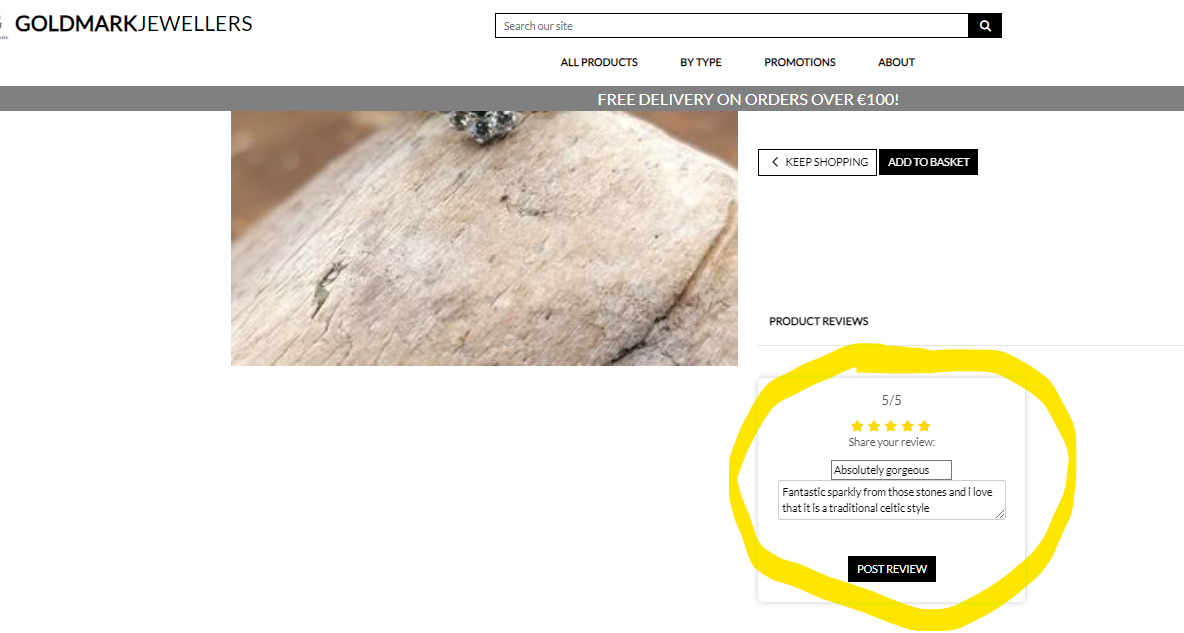 GOLDMARKJEWELLERS
Search our site
ALL PRODUCTS BY TYPE PROMOTIONS ABOUT
FREE DELIVERY ON ORDERS OVER €100!
KEEP SHOPPING ADD TO BASKET
PRODUCT REVIEWS
5/5
Share your review:
Absolutely gorgeous
Fantastic sparkly from those stones and i love
that it is a traditional celtic style
POST REVIEW